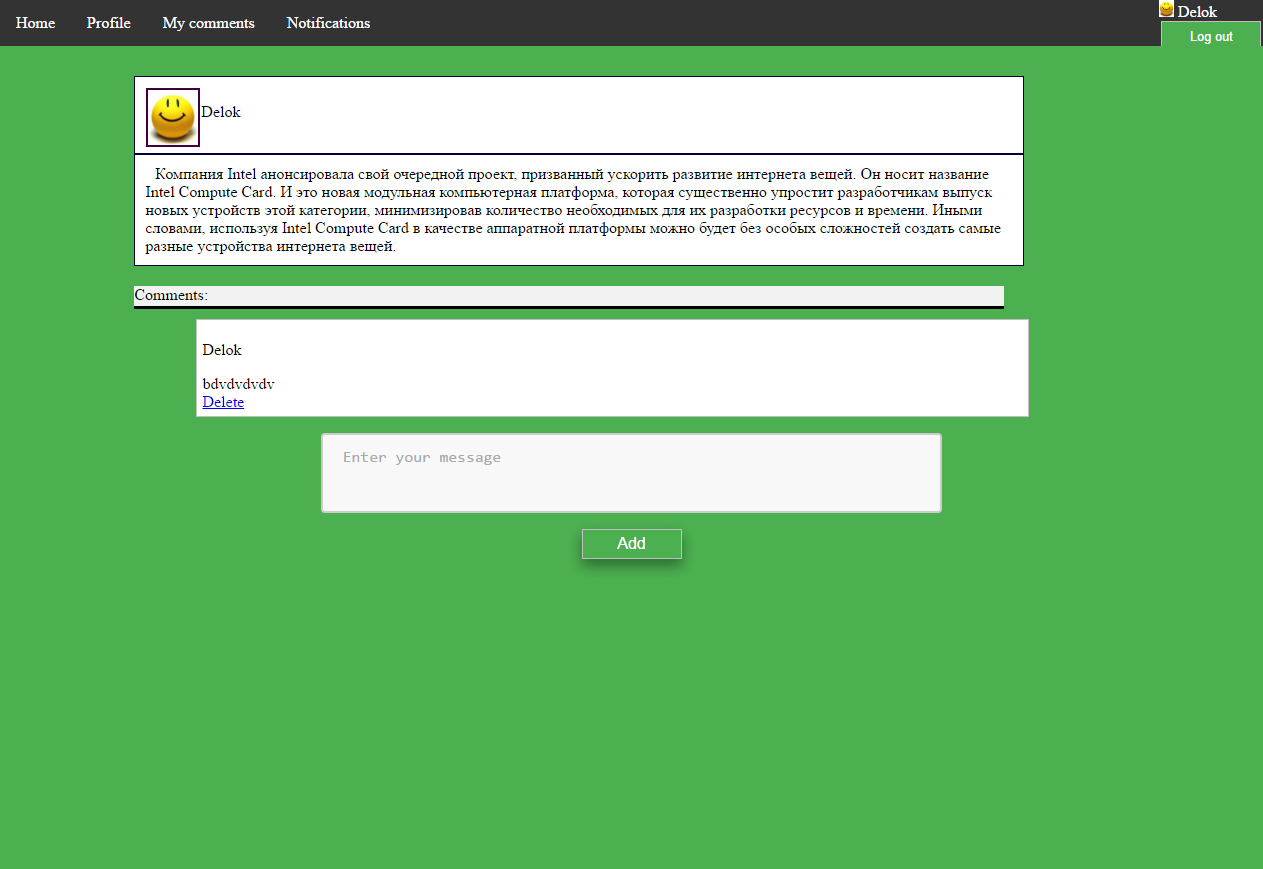 Home Profile My comments Notifications Delok
Log out
Delok
Компания Intel анонсировала свой очередной проект, призванный ускорить развитие интернета вещей. Он носит название
Intel Compute Card. И это новая модульная компьютерная платформа, которая существенно упростит разработчикам выпуск
новых устройств этой категории, минимизировав количество необходимых для их разработки ресурсов и времени. Иными
словами, используя Intel Compute Card в качестве аппаратной платформы можно будет без особых сложностей создать самые
разные устройства интернета вещей.
Comments:
Delok
bdvdvdvdv
Delete
Enter your message
Add